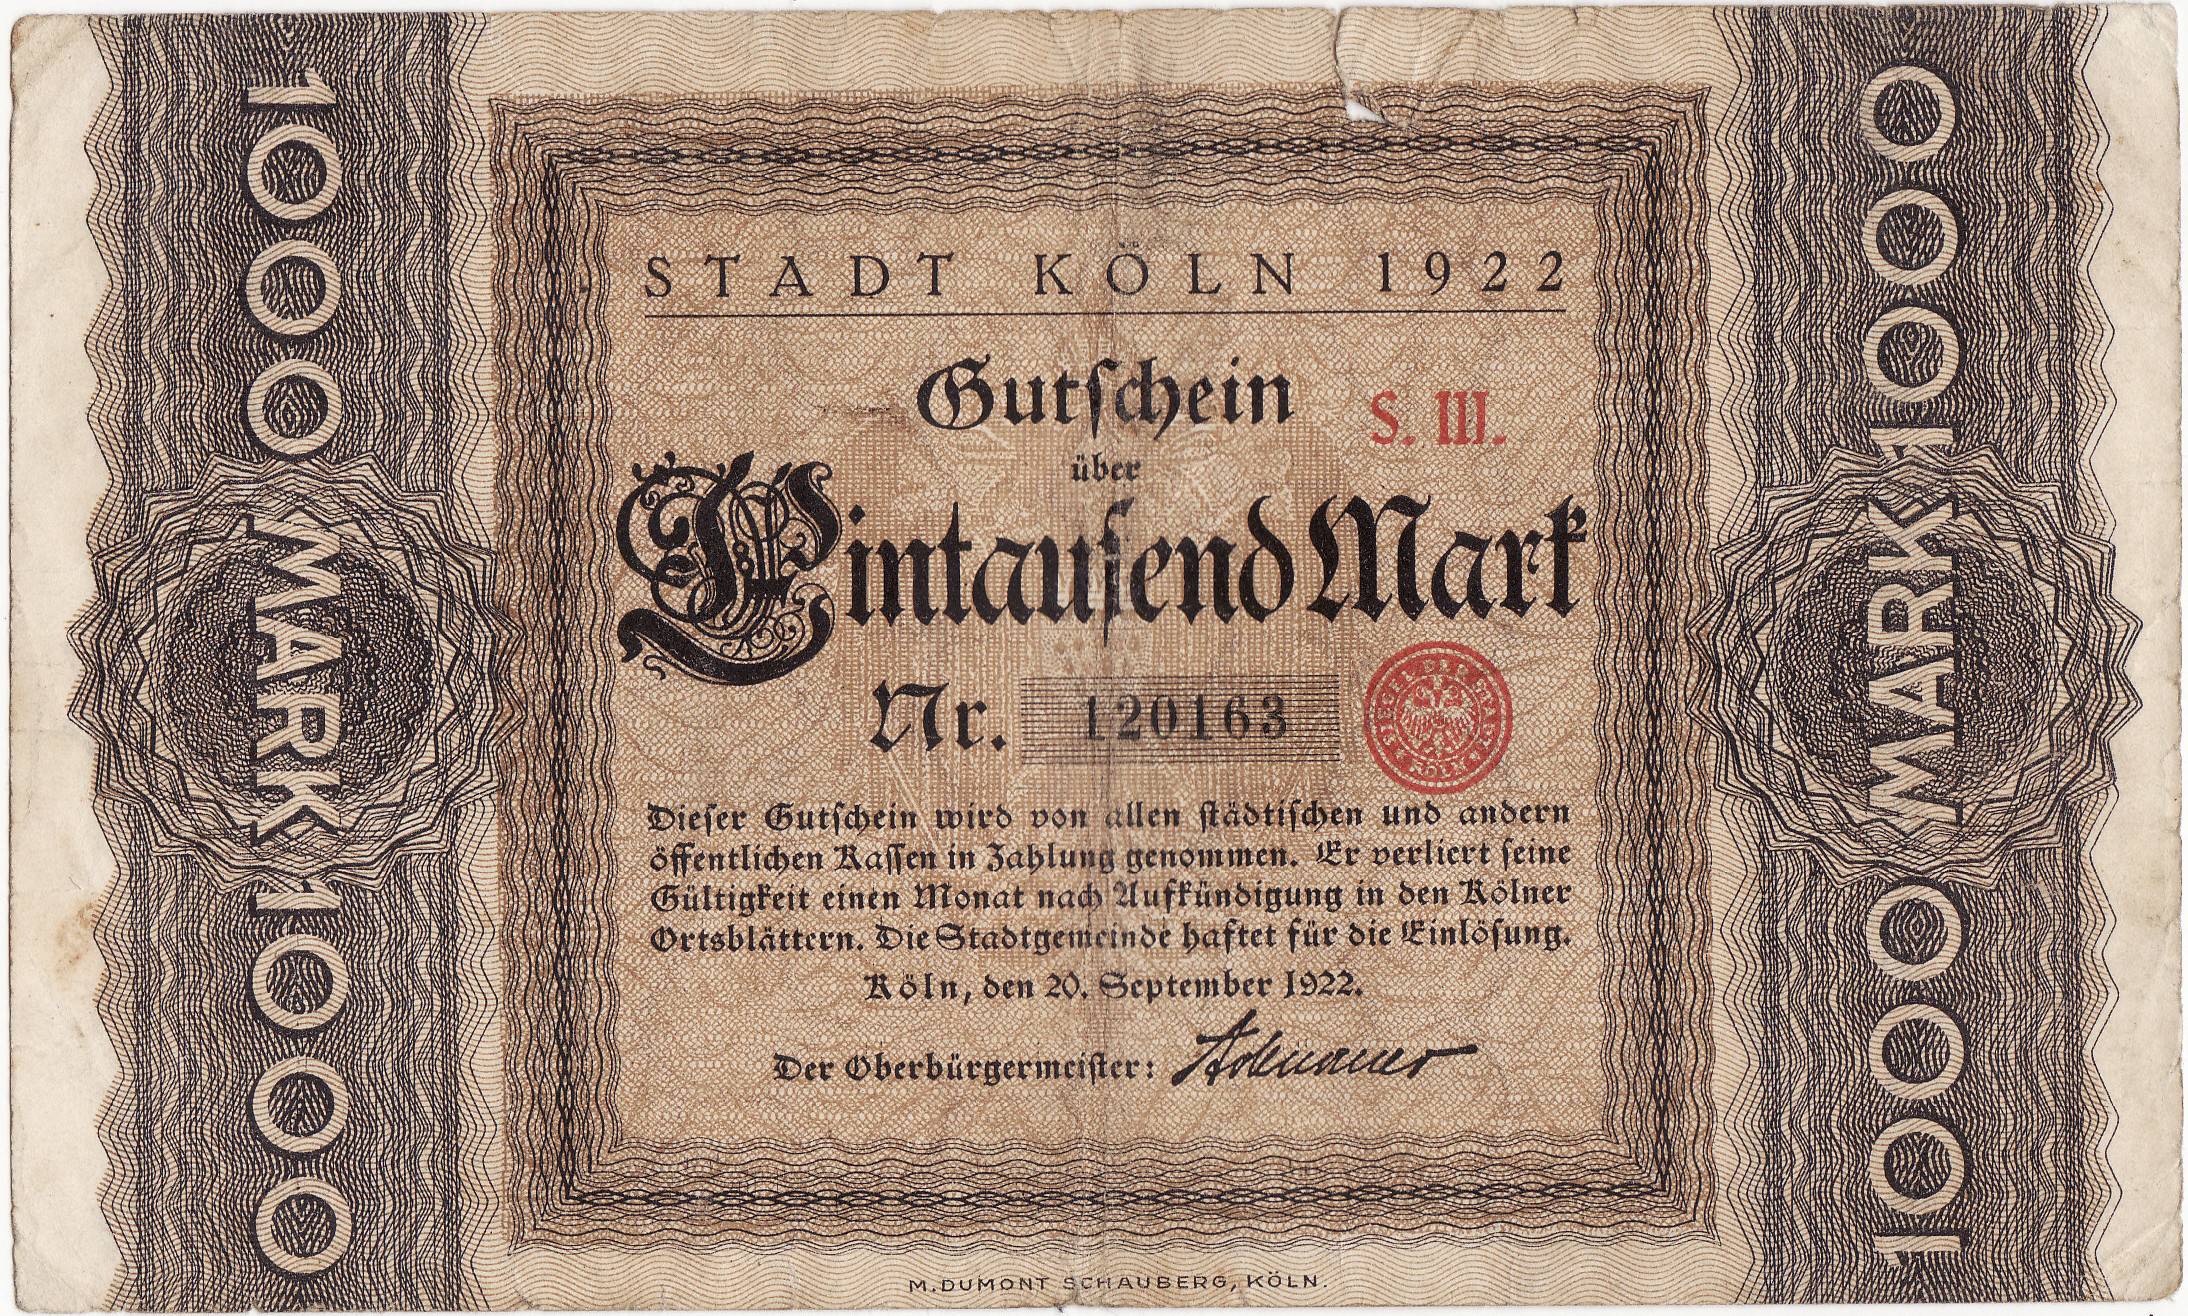 STADT KÖLN 1922
Gutschein
S. III.
über
Eintausend Mark
Nr. 120163
Dieser Gutschein wird von allen städtischen und andern
öffentlichen Kassen in Zahlung genommen. Er verliert seine
Gültigkeit einen Monat nach Aufkündigung in den Kölner
Ortsblättern. Die Stadtgemeinde haftet für die Einlösung.
Köln, den 20. September 1922.
Der Oberbürgermeister: Adenauer
M. DUMONT SCHAUBERG, KÖLN.
1000 MARK 1000
1000 MARK 1000